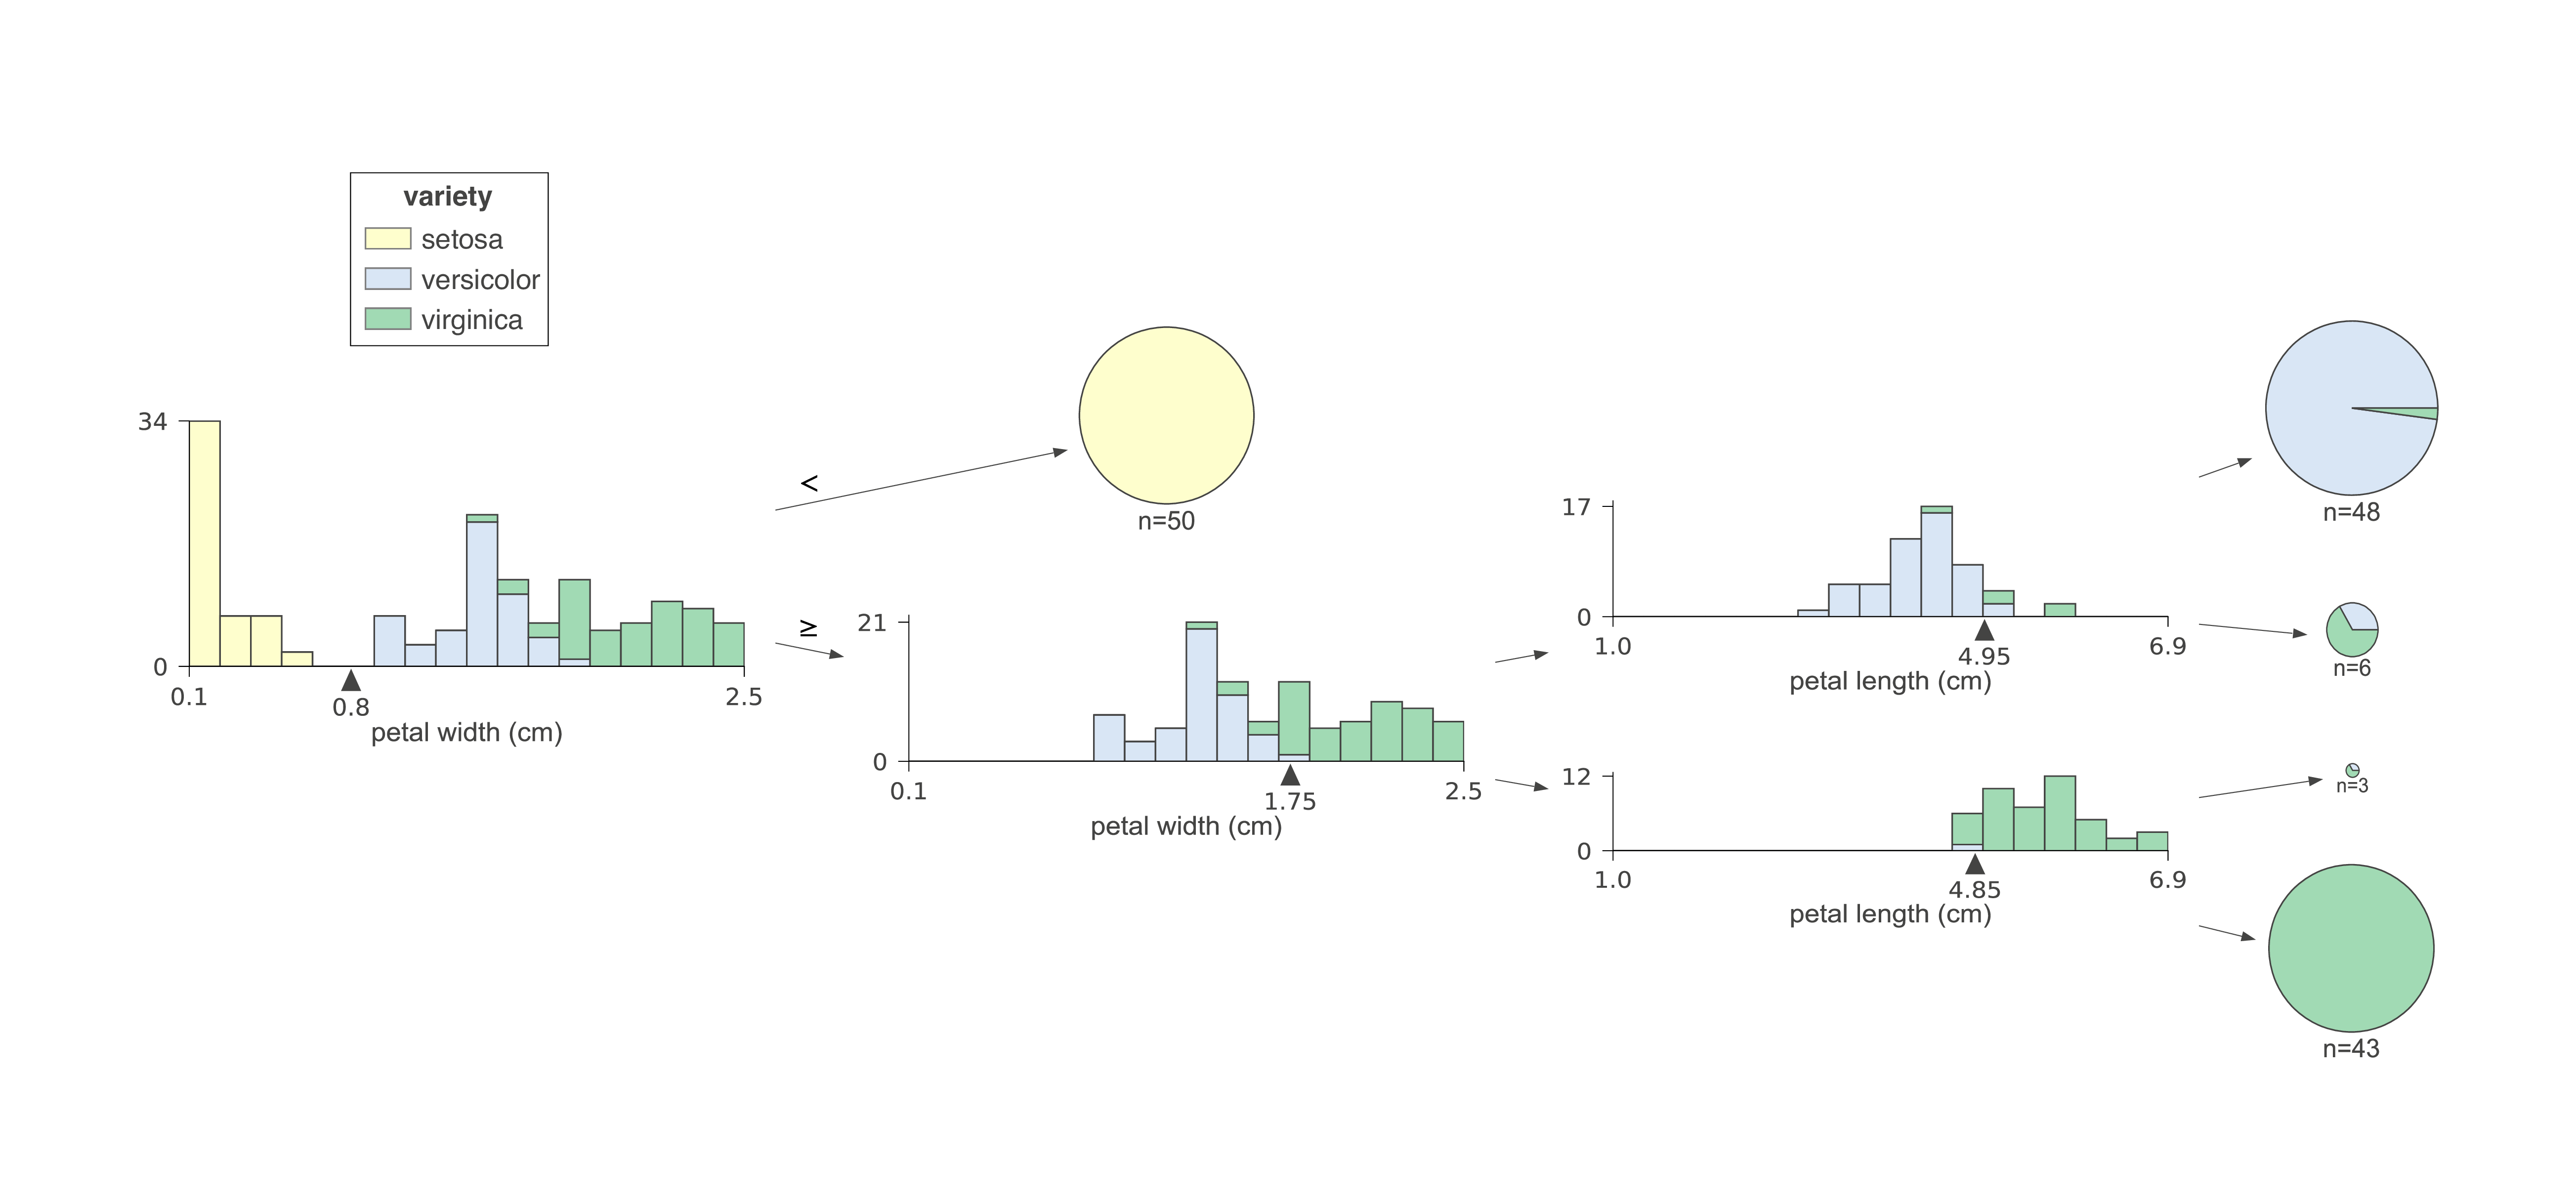 variety
setosa
versicolor
virginica
34
0
0.1
0.8
2.5
petal width (cm)
<
≥
n=50
21
0
0.1
1.75
2.5
petal width (cm)
17
0
1.0
4.95
6.9
petal length (cm)
12
0
1.0
4.85
6.9
petal length (cm)
n=48
n=6
n=3
n=43